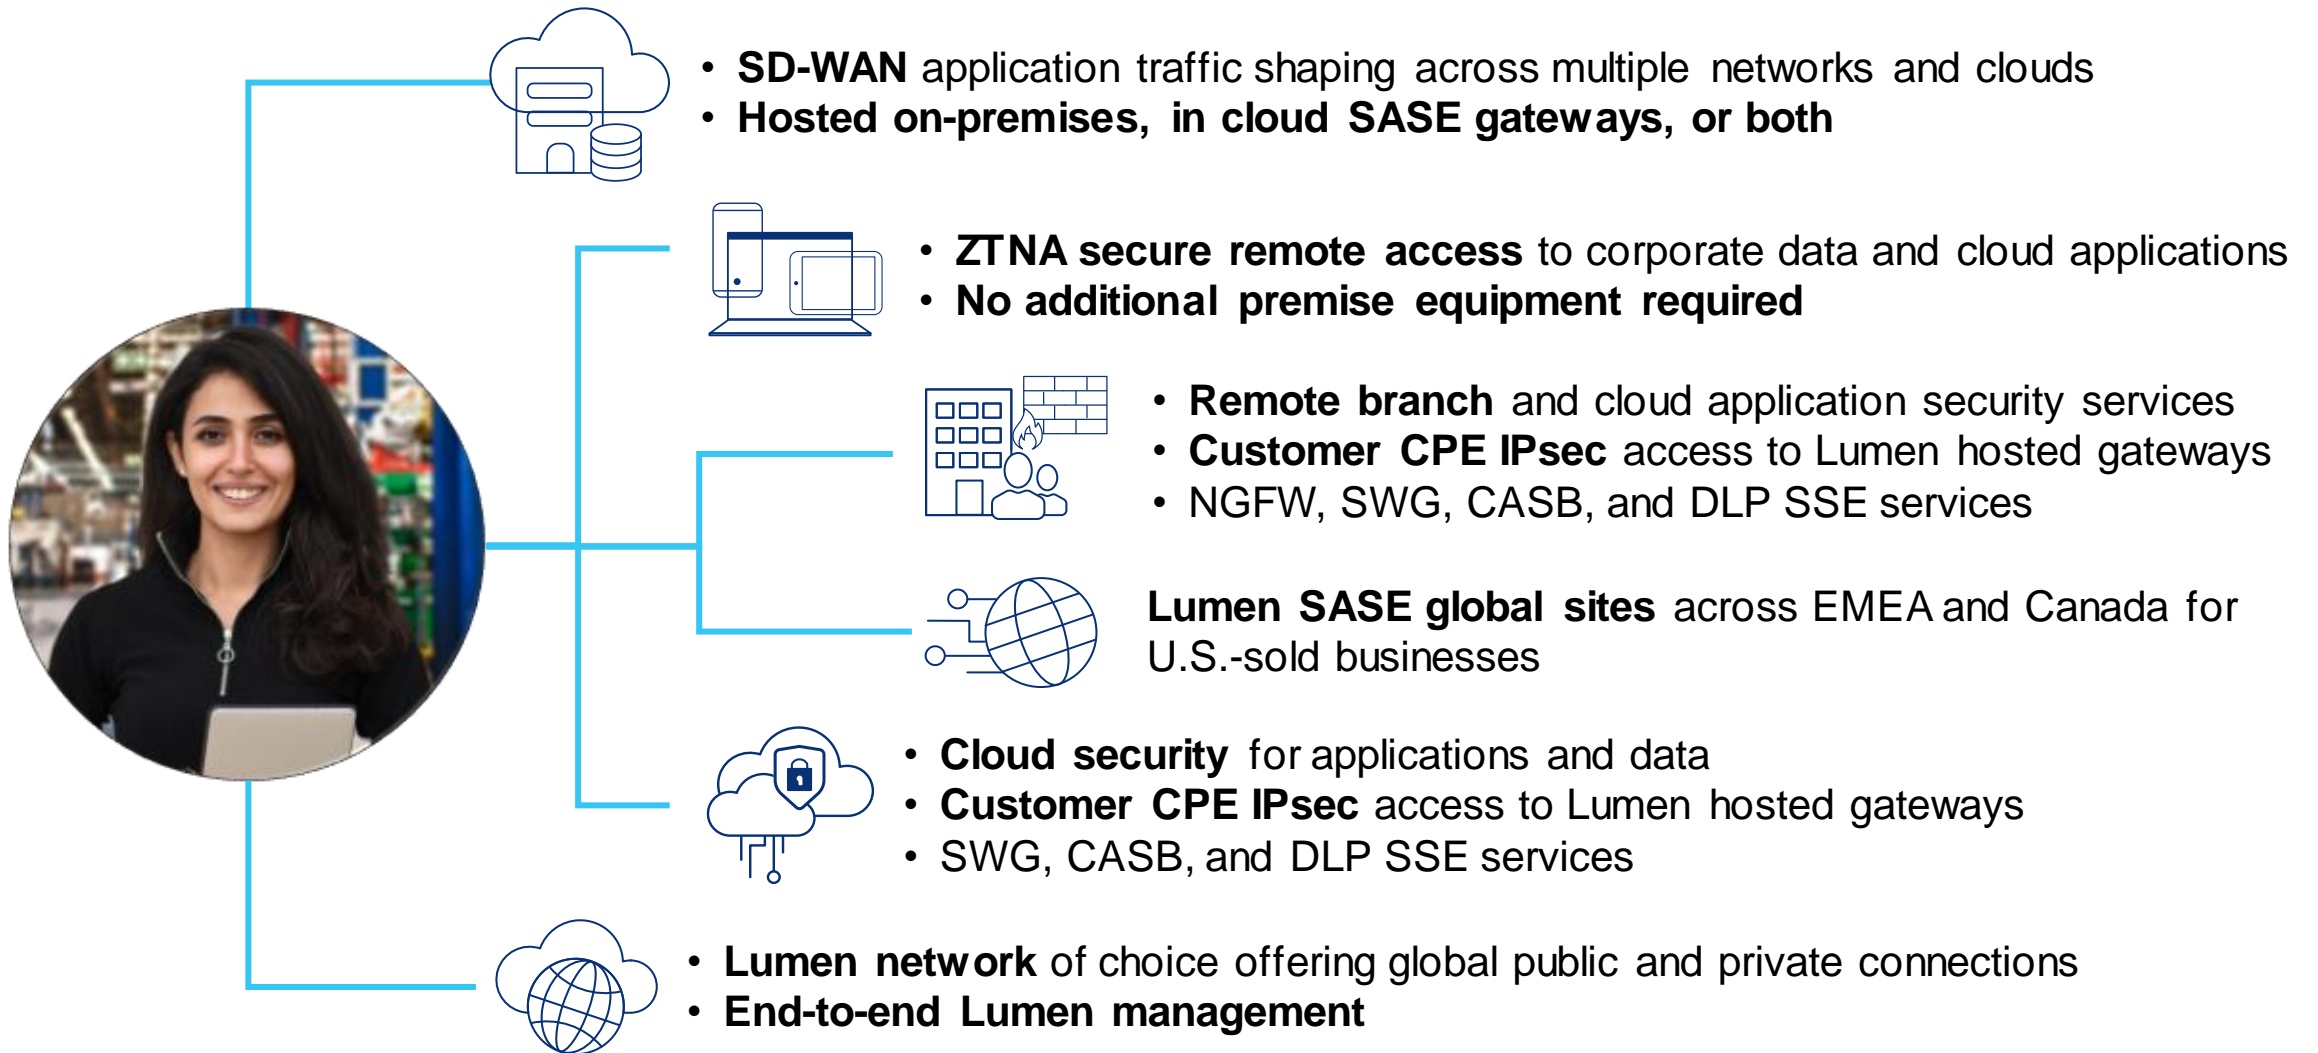 • SD-WAN application traffic shaping across multiple networks and clouds
• Hosted on-premises, in cloud SASE gateways, or both
• ZTNA secure remote access to corporate data and cloud applications
• No additional premise equipment required
• Remote branch and cloud application security services
• Customer CPE IPsec access to Lumen hosted gateways
• NGFW, SWG, CASB, and DLP SSE services
Lumen SASE global sites across EMEA and Canada for
U.S.-sold businesses
• Cloud security for applications and data
• Customer CPE IPsec access to Lumen hosted gateways
• SWG, CASB, and DLP SSE services
• Lumen network of choice offering global public and private connections
• End-to-end Lumen management